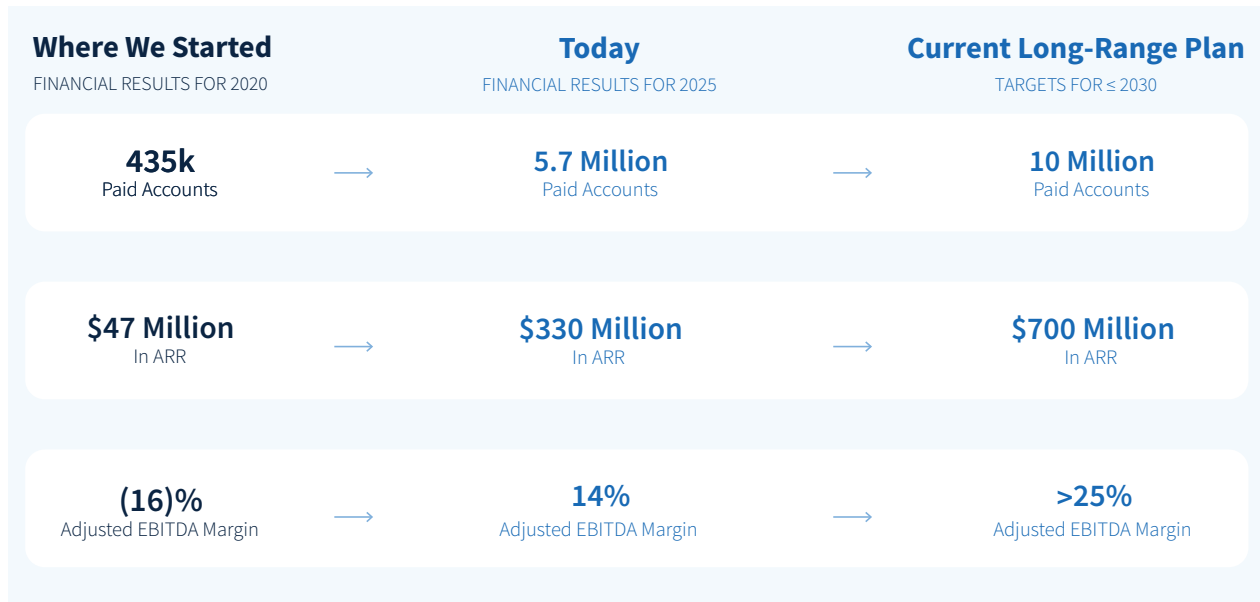 Where We Started
Today
Current Long-Range Plan
FINANCIAL RESULTS FOR 2020
FINANCIAL RESULTS FOR 2025
TARGETS FOR ≤ 2030
435k
5.7 Million
10 Million
Paid Accounts
Paid Accounts
Paid Accounts
$47 Million
$330 Million
$700 Million
In ARR
In ARR
In ARR
(16)%
14%
>25%
Adjusted EBITDA Margin
Adjusted EBITDA Margin
Adjusted EBITDA Margin